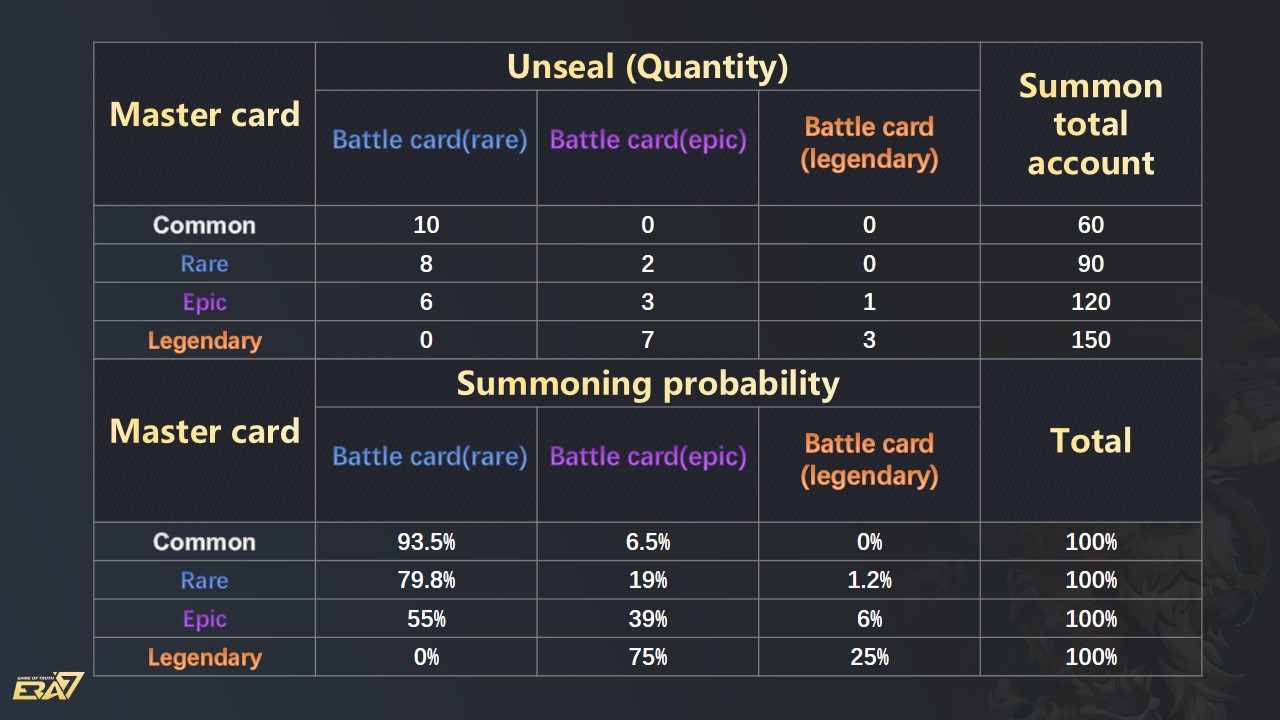 Master card
Unseal (Quantity)
Summon
total
account
Battle card(rare)
Battle card(epic)
Battle card
(legendary)
Common 10 0 0 60
Rare 8 2 0 90
Epic 6 3 1 120
Legendary 0 7 3 150
Master card
Summoning probability
Total
Battle card(rare)
Battle card(epic)
Battle card
(legendary)
Common 93.5% 6.5% 0% 100%
Rare 79.8% 19% 1.2% 100%
Epic 55% 39% 6% 100%
Legendary 0% 75% 25% 100%
GAME OF TRUTH
ERA7